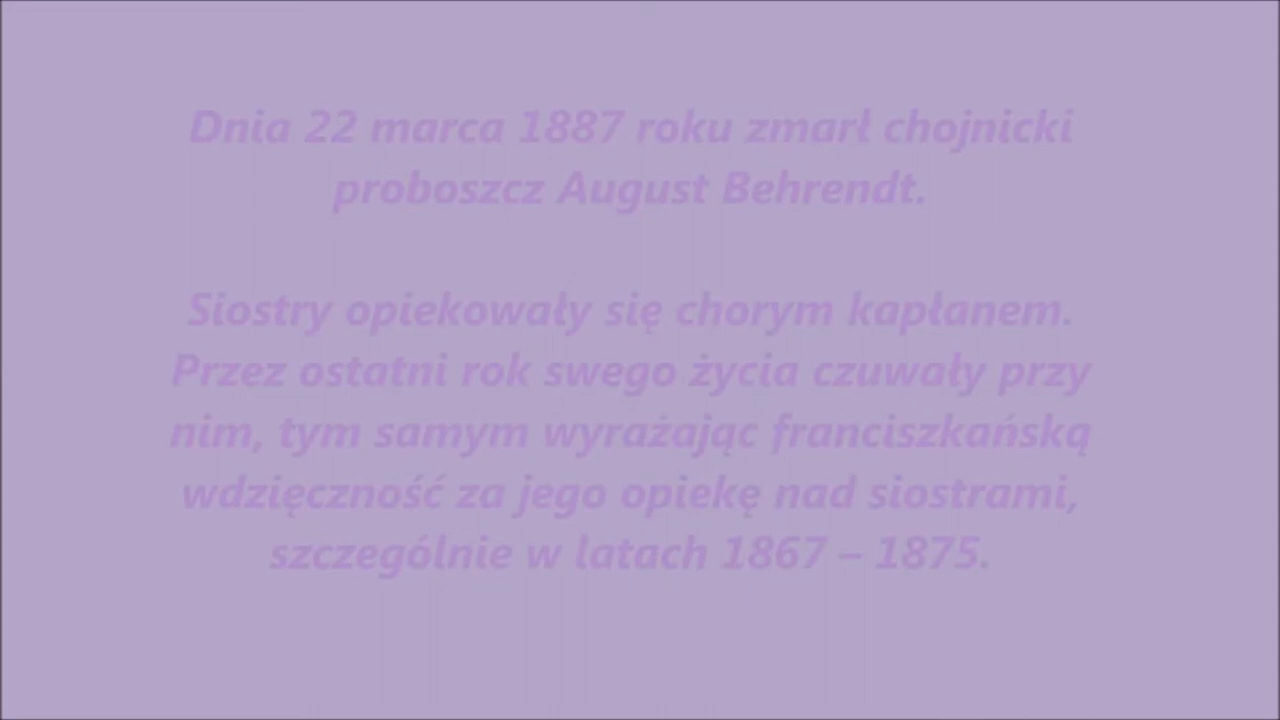 Dnia 22 marca 1887 roku zmarł chojnicki
proboszcz August Behrendt.
Siostry opiekowały się chorym kapłanem.
Przez ostatni rok swego życia czuwały przy
nim, tym samym wyrażając franciszkańską
wdzięczność za jego opiekę nad siostrami,
szczególnie w latach 1867 – 1875.